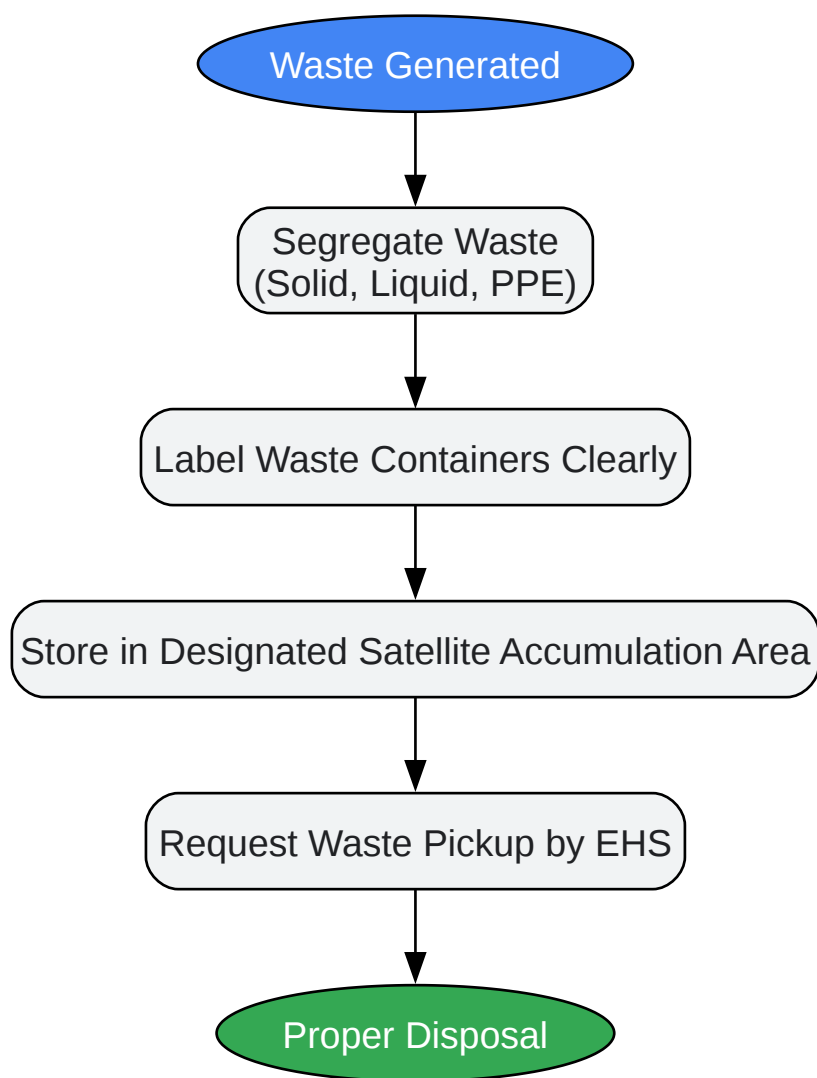 Waste Generated
Segregate Waste
(Solid, Liquid, PPE)
Label Waste Containers Clearly
Store in Designated Satellite Accumulation Area
Request Waste Pickup by EHS
Proper Disposal